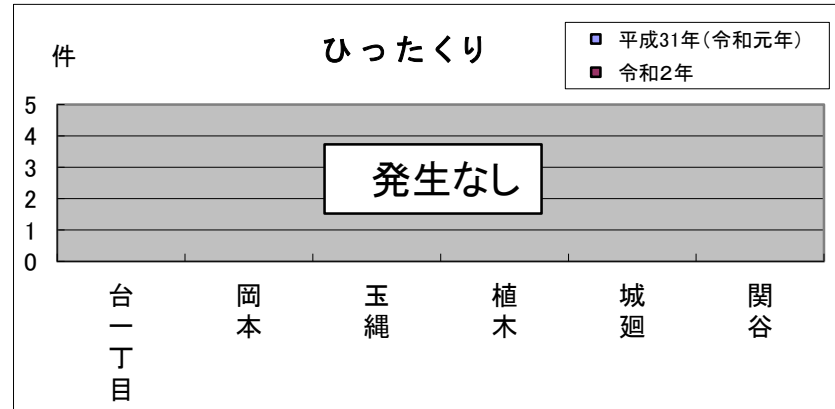 件
ひったくり
平成31年(令和元年)
令和2年
5
4
3
2
1
0
発生なし
台一丁目
岡本
玉縄
植木
城廻
関谷